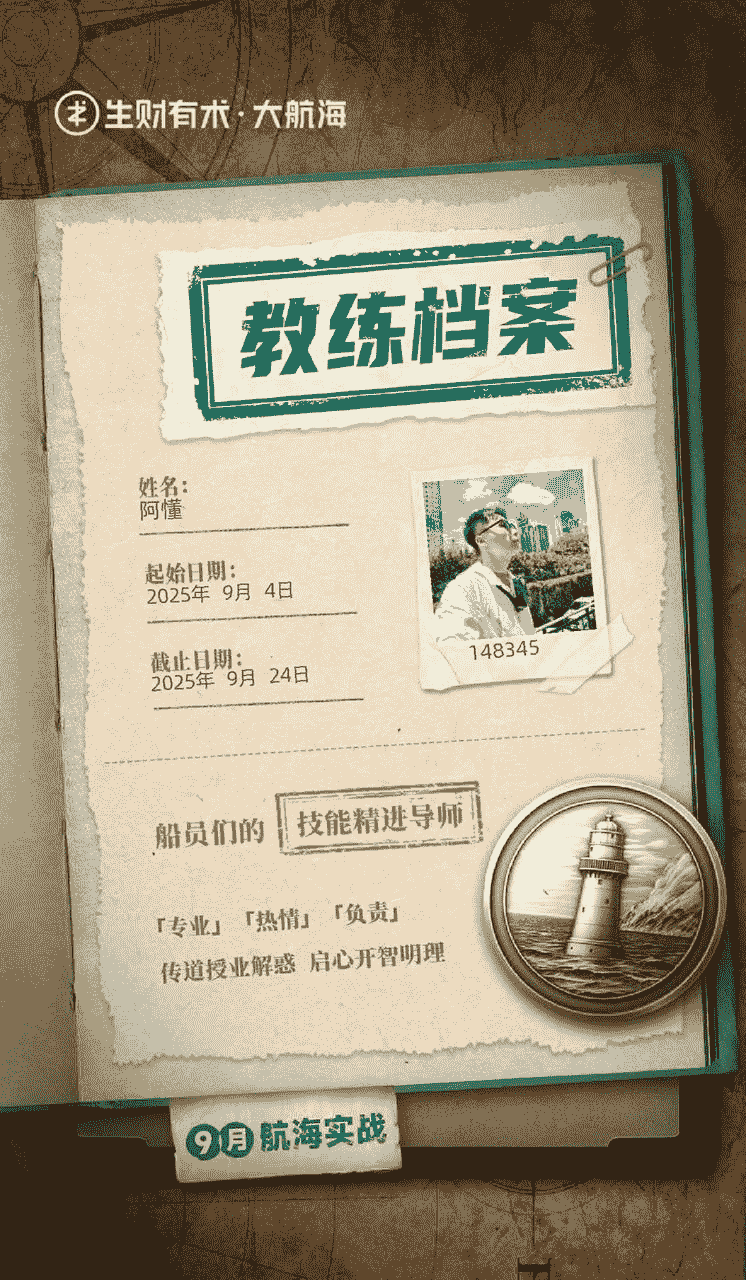 生财有术·大航海
教练档案
姓名：
阿懂
起始日期：
2025年 9月 4日
截止日期：
2025年 9月 24日
148345
船员们的 技能精进导师
「专业」「热情」「负责」
传道授业解惑 启心开智明理
9月 航海实战